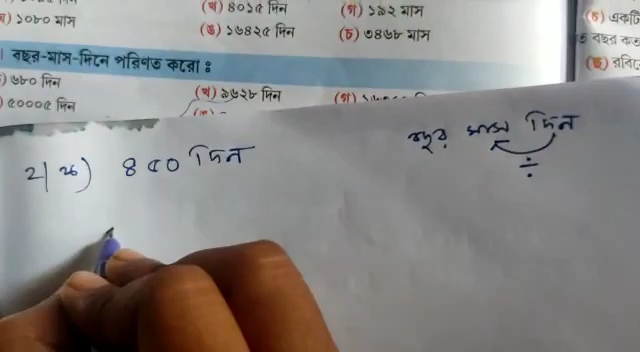 (খ) ৪০১৫ দিন (গ) ১৯২ মাস
১০৮০ মাস (ঙ) ১৬৪২৫ দিন (চ) ৩৪৬৮ মাস
বছর-মাস-দিনে পরিণত করো ঃ
৬৮০ দিন (খ) ৯৬২৮ দিন (গ)
৫০০০৫ দিন
(চ) একটি
বছর কত
(ছ) রবি
বছর মাস দিন
÷
২। ক) ৪৫০ দিন